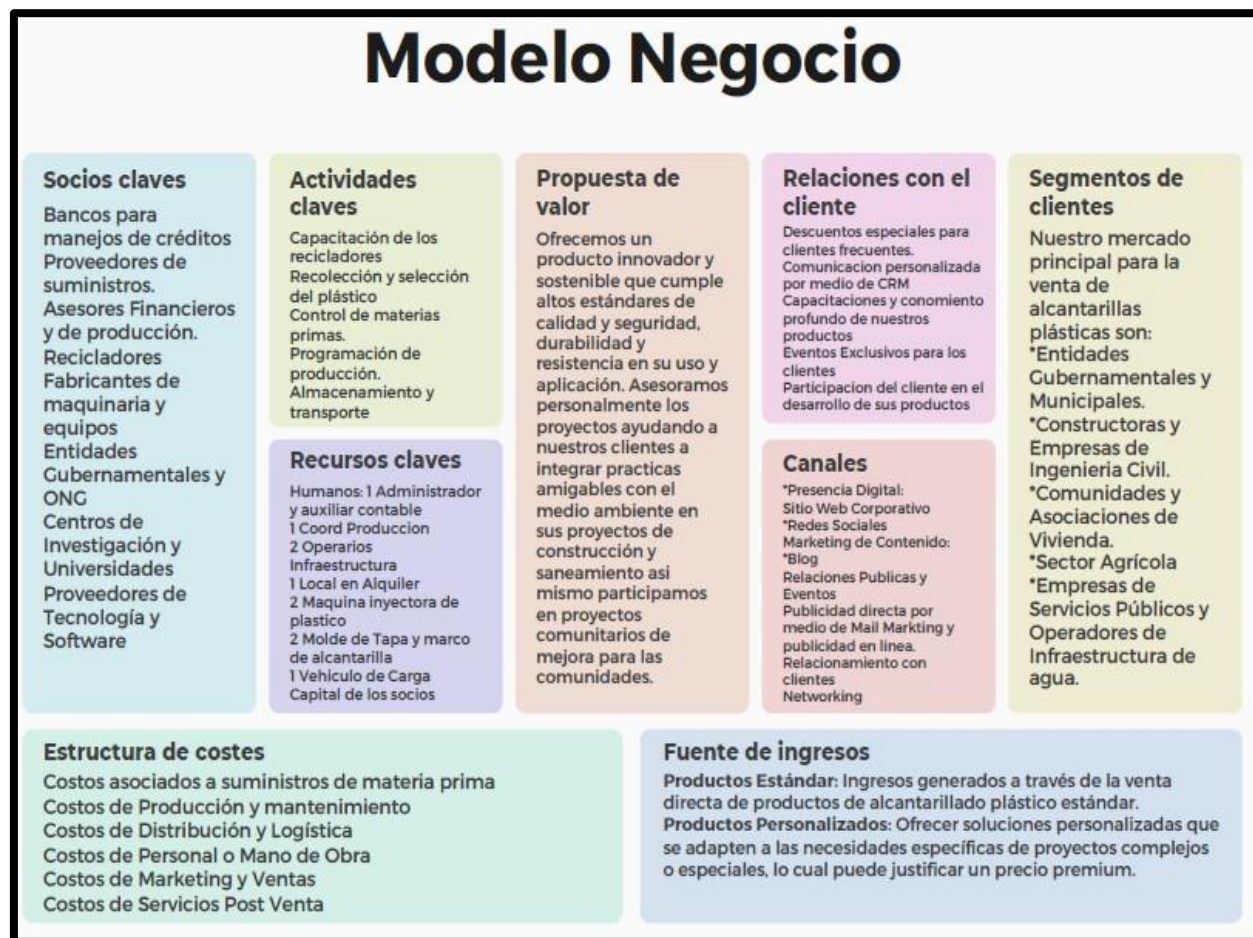 Modelo Negocio
Socios claves
Bancos para
manejos de créditos
Proveedores de
suministros.
Asesores Financieros
y de producción.
Recicladores
Fabricantes de
maquinaria y
equipos
Entidades
Gubernamentales y
ONG
Centros de
Investigación y
Universidades
Proveedores de
Tecnología y
Software
Actividades
claves
Capacitación de los
recicladores
Recolección y selección
del plástico
Control de materias
primas.
Programación de
producción.
Almacenamiento y
transporte
Recursos claves
Humanos: 1 Administrador
y auxiliar contable
1 Coord Produccion
2 Operarios
Infraestructura
1 Local en Alquiler
2 Maquina inyectora de
plastico
2 Molde de Tapa y marco
de alcantarilla
1 Vehiculo de Carga
Capital de los socios
Propuesta de
valor
Ofrecemos un
producto innovador y
sostenible que cumple
altos estándares de
calidad y seguridad,
durabilidad y
resistencia en su uso y
aplicación. Asesoramos
personalmente los
proyectos ayudando a
nuestros clientes a
integrar practicas
amigables con el
medio ambiente en
sus proyectos de
construcción y
saneamiento asi
mismo participamos
en proyectos
comunitarios de
mejora para las
comunidades.
Relaciones con el
cliente
Descuentos especiales para
clientes frecuentes.
Comunicacion personalizada
por medio de CRM
Capacitaciones y conomiento
profundo de nuestros
productos
Eventos Exclusivos para los
clientes
Participacion del cliente en el
desarrollo de sus productos
Canales
*Presencia Digital:
Sitio Web Corporativo
*Redes Sociales
Marketing de Contenido:
*Blog
Relaciones Publicas y
Eventos
Publicidad directa por
medio de Mail Markting y
publicidad en linea.
Relacionamiento con
clientes
Networking
Segmentos de
clientes
Nuestro mercado
principal para la
venta de
alcantarillas
plásticas son:
*Entidades
Gubernamentales y
Municipales.
*Constructoras y
Empresas de
Ingenieria Civil.
*Comunidades y
Asociaciones de
Vivienda.
*Sector Agrícola
*Empresas de
Servicios Públicos y
Operadores de
Infraestructura de
agua.
Estructura de costes
Costos asociados a suministros de materia prima
Costos de Producción y mantenimiento
Costos de Distribución y Logística
Costos de Personal o Mano de Obra
Costos de Marketing y Ventas
Costos de Servicios Post Venta
Fuente de ingresos
Productos Estándar: Ingresos generados a través de la venta
directa de productos de alcantarillado plástico estándar.
Productos Personalizados: Ofrecer soluciones personalizadas que
se adapten a las necesidades específicas de proyectos complejos
o especiales, lo cual puede justificar un precio premium.